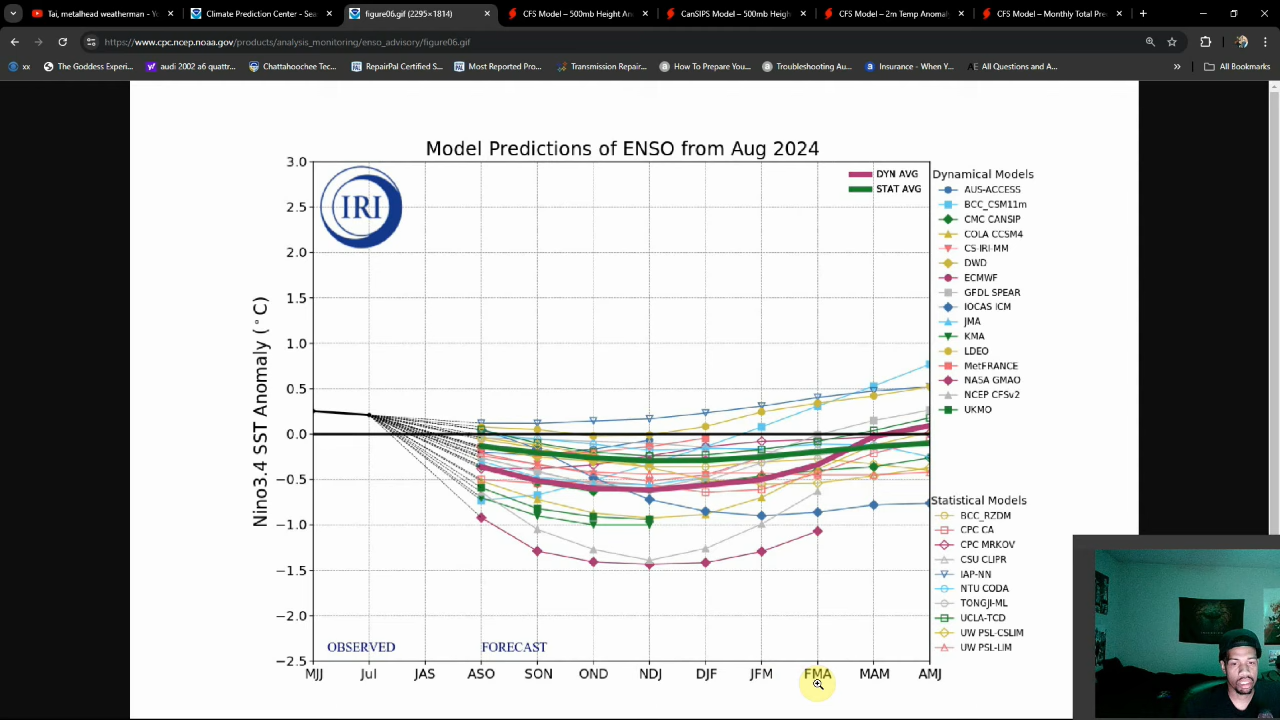 Tai, metalhead weatherman - Y
Climate Prediction Center - Sea
figure06.gif (2295×1814)
CFS Model – 500mb Height An
CanSIPS Model – 500mb Heigh
CFS Model – 2m Temp Anomal
CFS Model – Monthly Total Pre
https://www.cpc.ncep.noaa.gov/products/analysis_monitoring/enso_advisory/figure06.gif
xx
The Goddess Experi...
audi 2002 a6 quattr...
Chattahoochee Tec...
RepairPal Certified S...
Most Reported Pro...
Transmission Repair...
How To Prepare You...
Troubleshooting Au...
Insurance - When Y...
All Questions and A...
»
All Bookmarks
Model Predictions of ENSO from Aug 2024
IRI
DYN AVG
STAT AVG
Nino3.4 SST Anomaly (°C)
3.0
2.5
2.0
1.5
1.0
0.5
0.0
−0.5
−1.0
−1.5
−2.0
−2.5
OBSERVED
FORECAST
MJJ
Jul
JAS
ASO
SON
OND
NDJ
DJF
JFM
FMA
MAM
AMJ
Dynamical Models
AUS-ACCESS
BCC_CSM11m
CMC CANSIP
COLA CCSM4
CS-IRI-MM
DWD
ECMWF
GFDL SPEAR
IOCAS ICM
JMA
KMA
LDEO
MetFRANCE
NASA GMAO
NCEP CFSv2
UKMO
Statistical Models
BCC_RZDM
CPC CA
CPC MRKOV
CSU CLIPR
IAP-NN
NTU CODA
TONGJI-ML
UCLA-TCD
UW PSL-CSLIM
UW PSL-LIM